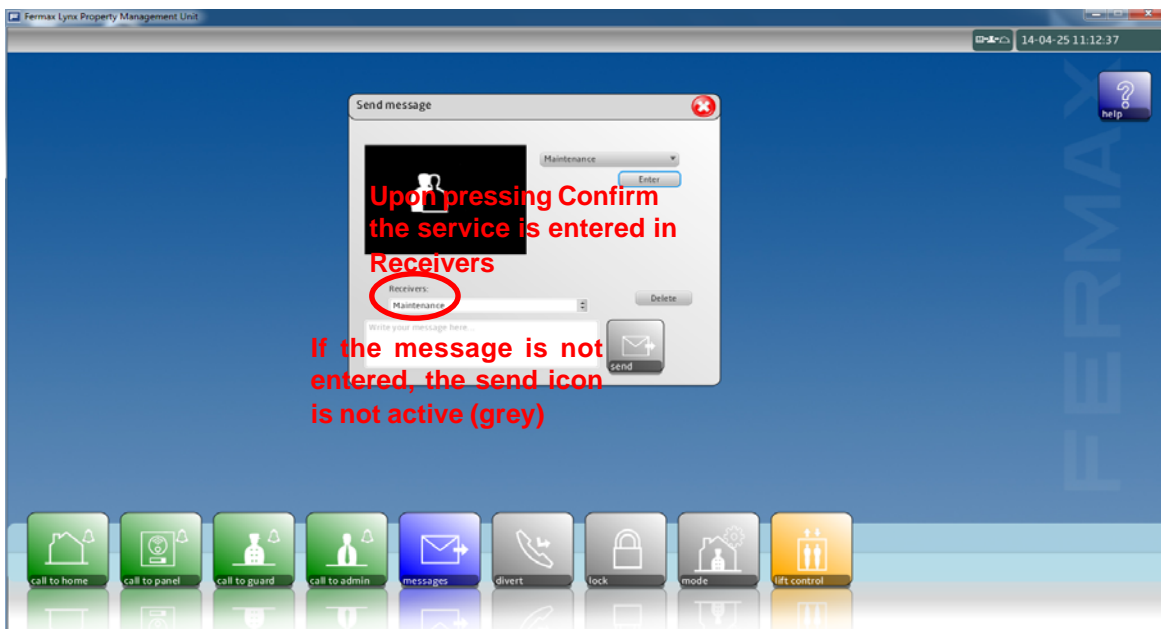 Fermax Lynx Property Management Unit
14-04-25 11:12:37
help
FERMAX
Send message
Maintenance
Enter
Upon pressing Confirm
the service is entered in
Receivers
Receivers:
Maintenance
Delete
Write your message here...
If the message is not
entered, the send icon
is not active (grey)
send
call to home
call to panel
call to guard
call to admin
messages
divert
lock
mode
lift control